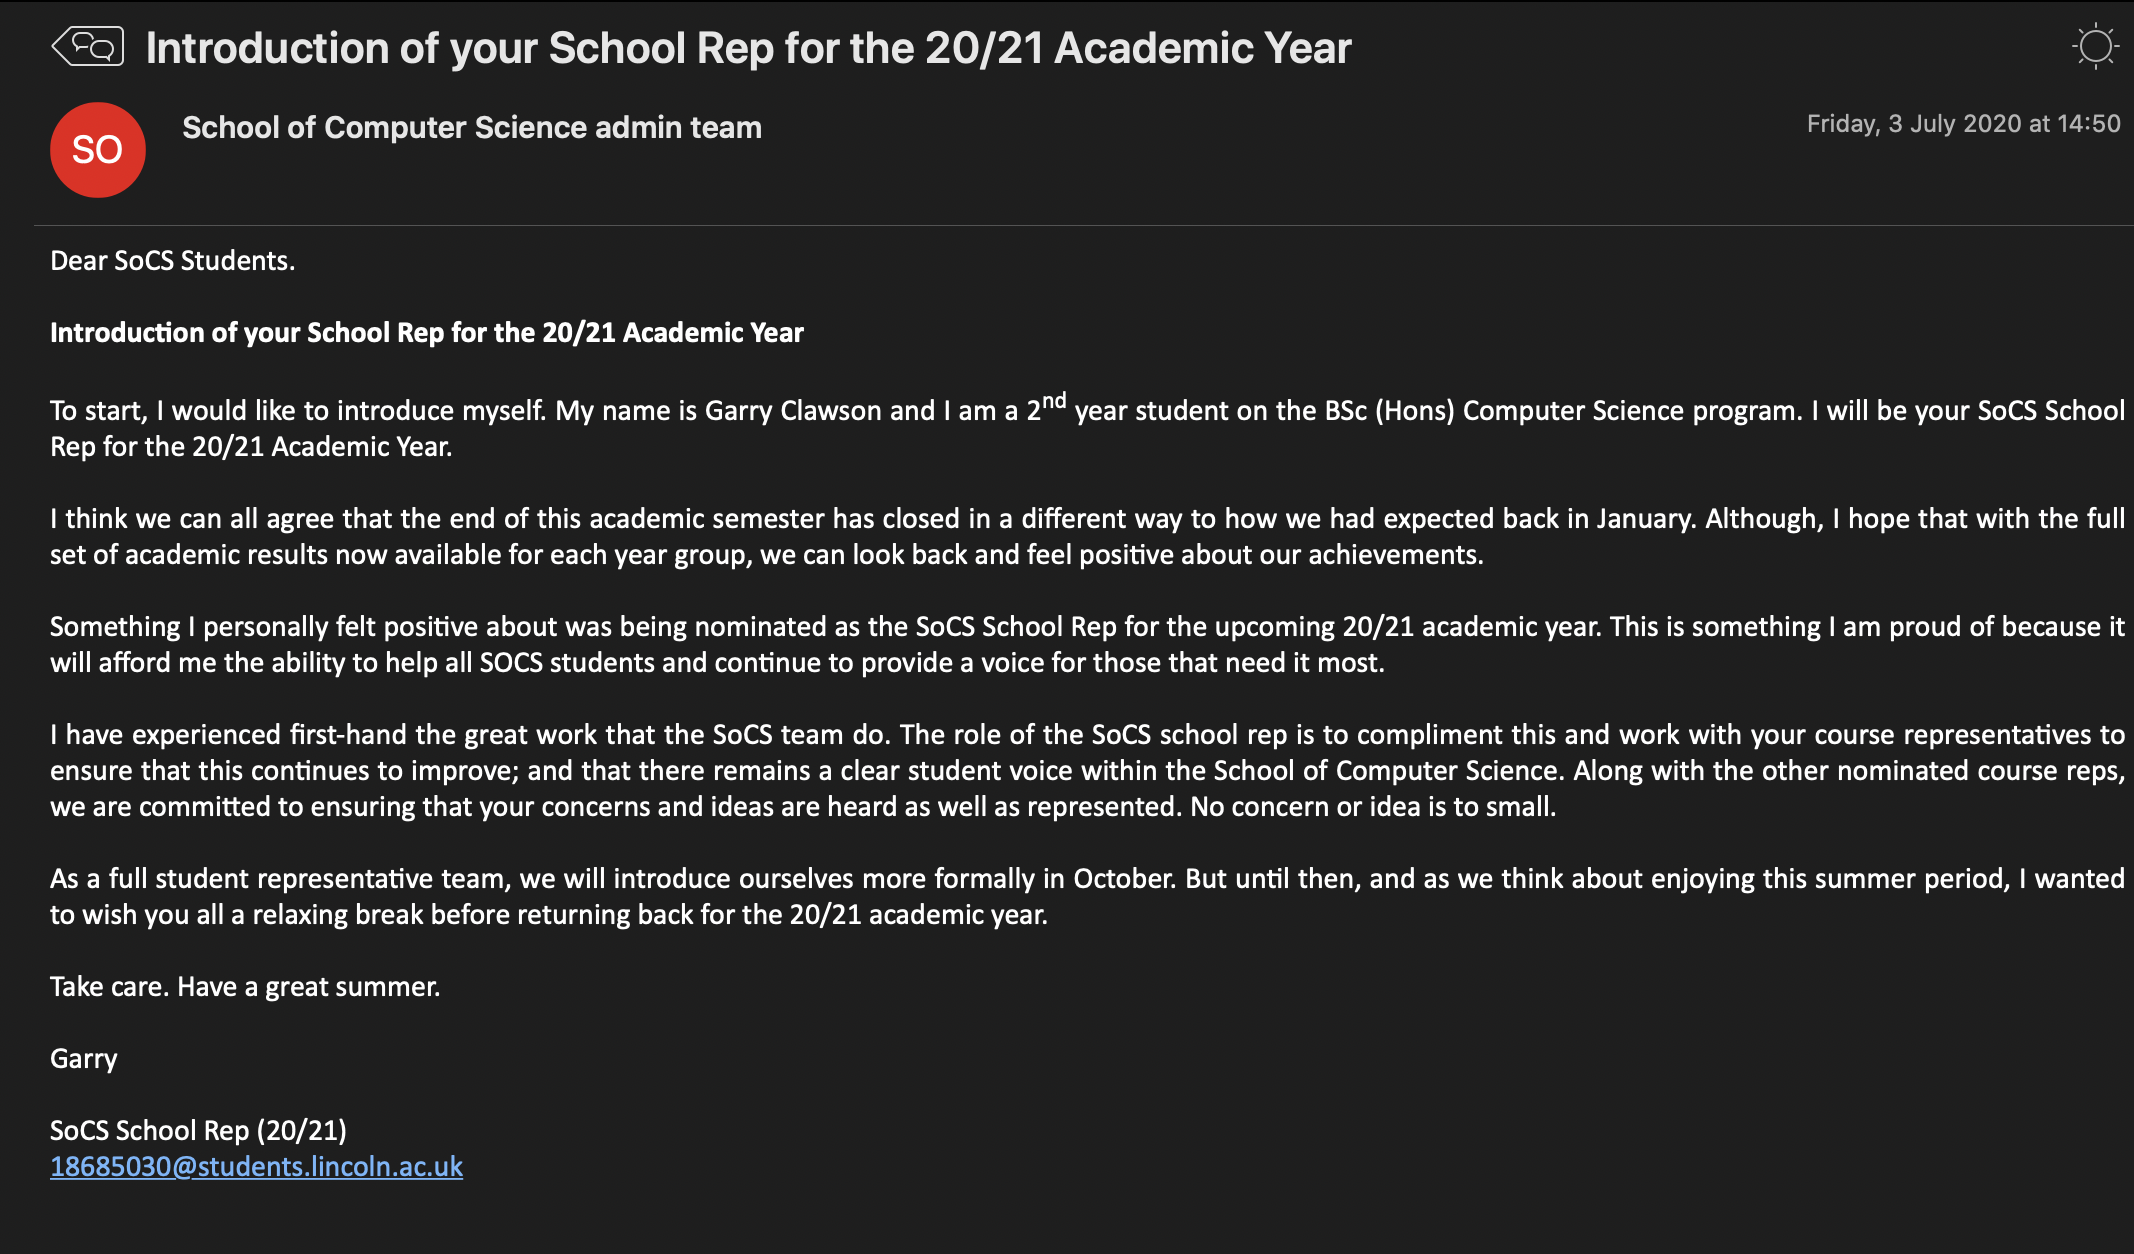 Introduction of your School Rep for the 20/21 Academic Year
SO
School of Computer Science admin team
Friday, 3 July 2020 at 14:50
Dear SoCS Students.
Introduction of your School Rep for the 20/21 Academic Year
To start, I would like to introduce myself. My name is Garry Clawson and I am a 2nd year student on the BSc (Hons) Computer Science program. I will be your SoCS School
Rep for the 20/21 Academic Year.
I think we can all agree that the end of this academic semester has closed in a different way to how we had expected back in January. Although, I hope that with the full
set of academic results now available for each year group, we can look back and feel positive about our achievements.
Something I personally felt positive about was being nominated as the SoCS School Rep for the upcoming 20/21 academic year. This is something I am proud of because it
will afford me the ability to help all SOCS students and continue to provide a voice for those that need it most.
I have experienced first-hand the great work that the SoCS team do. The role of the SoCS school rep is to compliment this and work with your course representatives to
ensure that this continues to improve; and that there remains a clear student voice within the School of Computer Science. Along with the other nominated course reps,
we are committed to ensuring that your concerns and ideas are heard as well as represented. No concern or idea is to small.
As a full student representative team, we will introduce ourselves more formally in October. But until then, and as we think about enjoying this summer period, I wanted
to wish you all a relaxing break before returning back for the 20/21 academic year.
Take care. Have a great summer.
Garry
SoCS School Rep (20/21)
18685030@students.lincoln.ac.uk